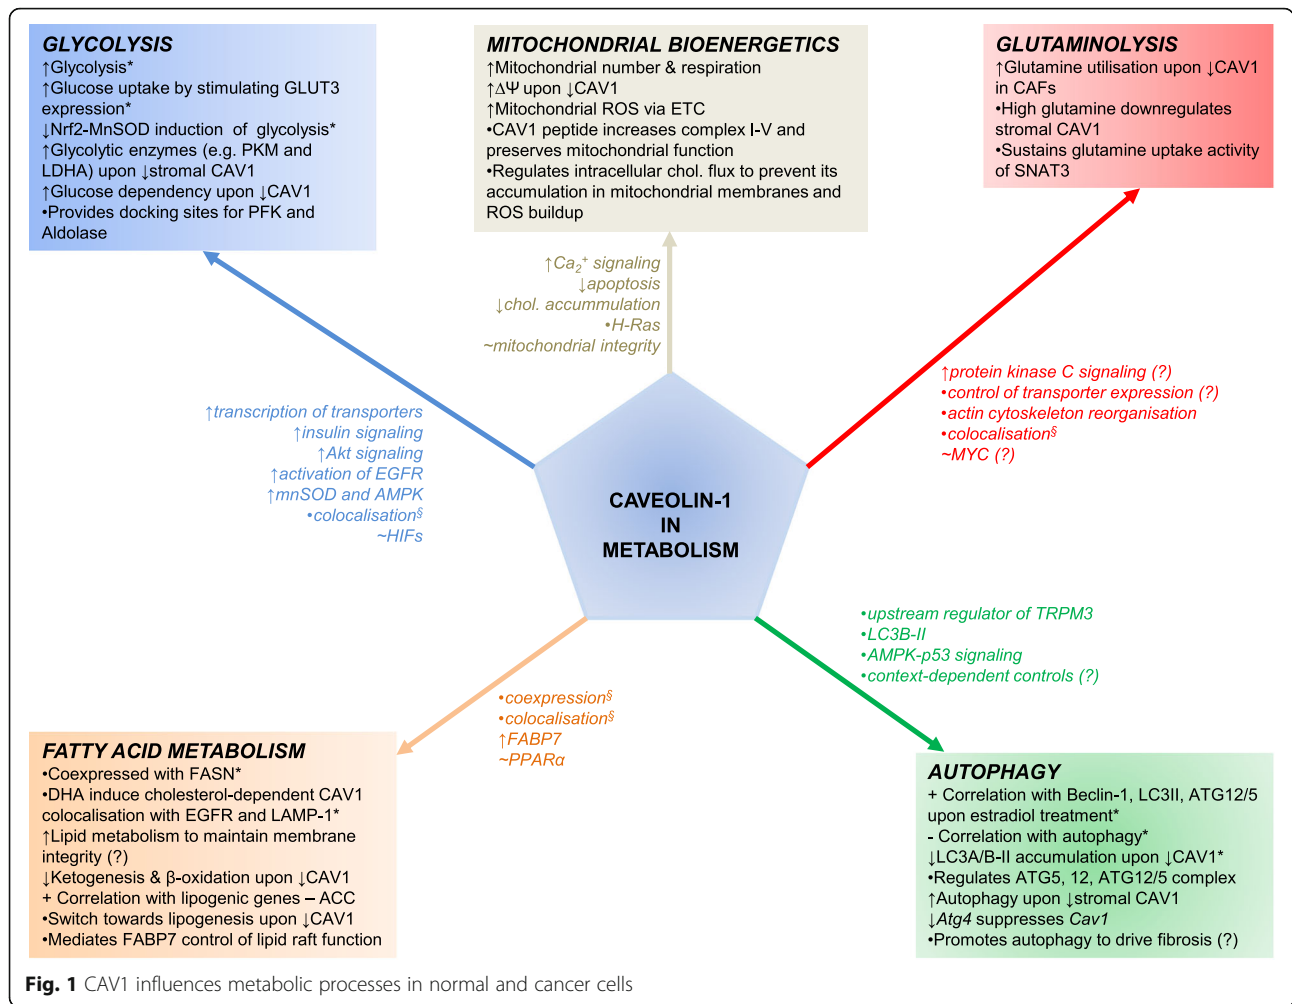 GLYCOLYSIS
↑Glycolysis*
↑Glucose uptake by stimulating GLUT3
expression*
↓Nrf2-MnSOD induction of glycolysis*
↑Glycolytic enzymes (e.g. PKM and
LDHA) upon ↓stromal CAV1
↑Glucose dependency upon ↓CAV1
•Provides docking sites for PFK and
Aldolase
MITOCHONDRIAL BIOENERGETICS
↑Mitochondrial number & respiration
↑ΔΨ upon ↓CAV1
↑Mitochondrial ROS via ETC
•CAV1 peptide increases complex I-V and
preserves mitochondrial function
•Regulates intracellular chol. flux to prevent its
accumulation in mitochondrial membranes and
ROS buildup
GLUTAMINOLYSIS
↑Glutamine utilisation upon ↓CAV1
in CAFs
•High glutamine downregulates
stromal CAV1
•Sustains glutamine uptake activity
of SNAT3
↑Ca₂⁺ signaling
↓apoptosis
↓chol. accummulation
•H-Ras
~mitochondrial integrity
↑transcription of transporters
↑insulin signaling
↑Akt signaling
↑activation of EGFR
↑mnSOD and AMPK
•colocalisation§
~HIFs
↑protein kinase C signaling (?)
•control of transporter expression (?)
•actin cytoskeleton reorganisation
•colocalisation§
~MYC (?)
CAVEOLIN-1
IN
METABOLISM
•upstream regulator of TRPM3
•LC3B-II
•AMPK-p53 signaling
•context-dependent controls (?)
•coexpression§
•colocalisation§
↑FABP7
~PPARα
FATTY ACID METABOLISM
•Coexpressed with FASN*
•DHA induce cholesterol-dependent CAV1
colocalisation with EGFR and LAMP-1*
↑Lipid metabolism to maintain membrane
integrity (?)
↓Ketogenesis & β-oxidation upon ↓CAV1
+ Correlation with lipogenic genes – ACC
•Switch towards lipogenesis upon ↓CAV1
•Mediates FABP7 control of lipid raft function
AUTOPHAGY
+ Correlation with Beclin-1, LC3II, ATG12/5
upon estradiol treatment*
- Correlation with autophagy*
↓LC3A/B-II accumulation upon ↓CAV1*
•Regulates ATG5, 12, ATG12/5 complex
↑Autophagy upon ↓stromal CAV1
↓Atg4 suppresses Cav1
•Promotes autophagy to drive fibrosis (?)
Fig. 1 CAV1 influences metabolic processes in normal and cancer cells